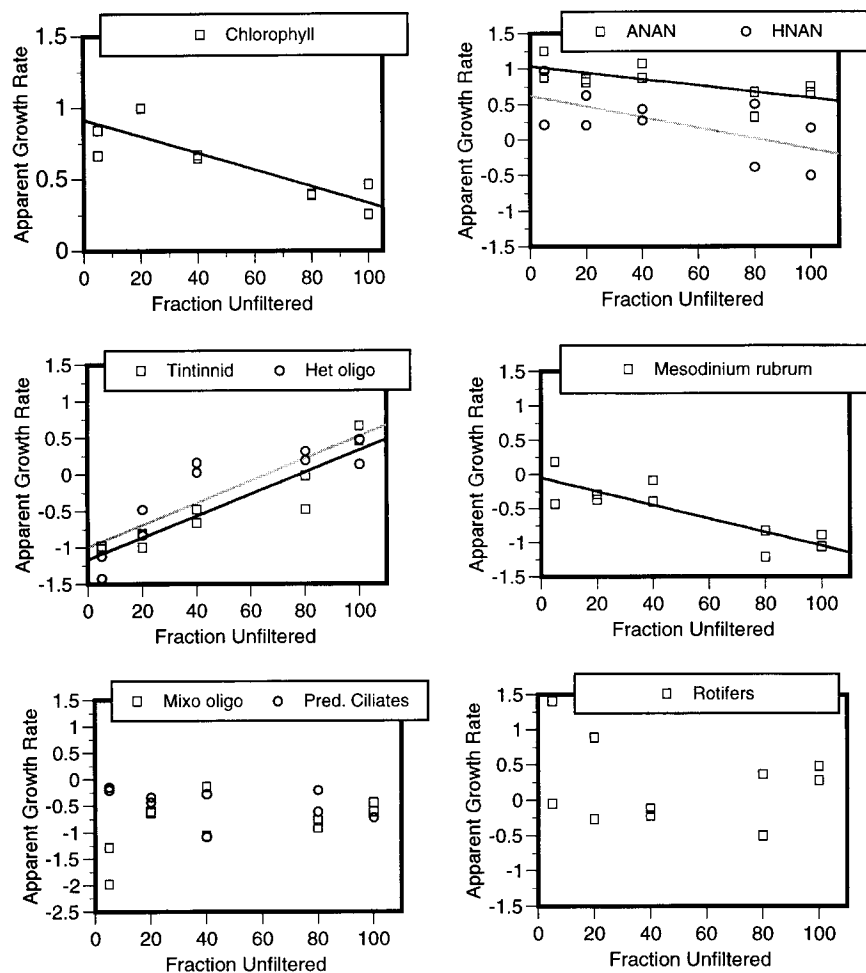 Chlorophyll
Apparent Growth Rate
1.5
1
0.5
0
0 20 40 60 80 100
Fraction Unfiltered
ANAN HNAN
Apparent Growth Rate
1.5
1
0.5
0
-0.5
-1
-1.5
0 20 40 60 80 100
Fraction Unfiltered
Tintinnid Het oligo
Apparent Growth Rate
1.5
1
0.5
0
-0.5
-1
-1.5
0 20 40 60 80 100
Fraction Unfiltered
Mesodinium rubrum
Apparent Growth Rate
1.5
1
0.5
0
-0.5
-1
-1.5
0 20 40 60 80 100
Fraction Unfiltered
Mixo oligo Pred. Ciliates
Apparent Growth Rate
1.5
0.5
0
-0.5
-1
-1.5
-2
-2.5
0 20 40 60 80 100
Fraction Unfiltered
Rotifers
Apparent Growth Rate
1.5
1
0.5
0
-0.5
-1
-1.5
0 20 40 60 80 100
Fraction Unfiltered